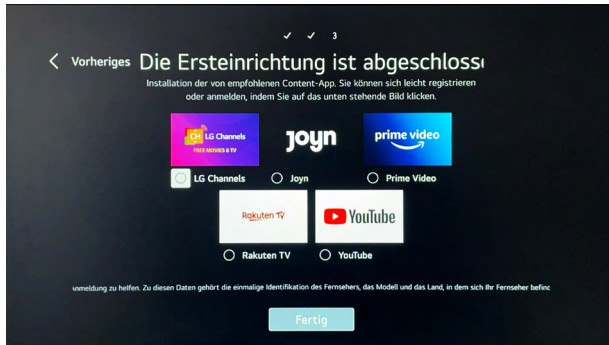 3
Vorheriges Die Ersteinrichtung ist abgeschlosse
Installation der von empfohlenen Content-App. Sie können sich leicht registrieren
oder anmelden, indem Sie auf das unten stehende Bild klicken.
CH LG Channels
FREE MOVIES & TV
Joyn
prime video
LG Channels
Joyn
Prime Video
Rakuten TV
YouTube
Rakuten TV
YouTube
nmeldung zu helfen. Zu diesen Daten gehört die einmalige Identifikation des Fernsehers, das Modell und das Land, in dem sich Ihr Fernseher befind
Fertig